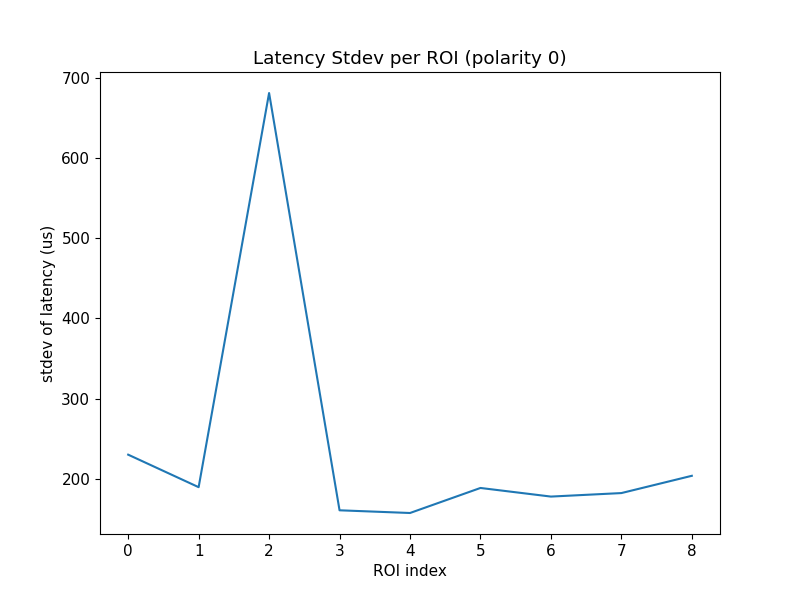 Latency Stdev per ROI (polarity 0)
700
600
500
400
300
200
stdev of latency (us)
0 1 2 3 4 5 6 7 8
ROI index